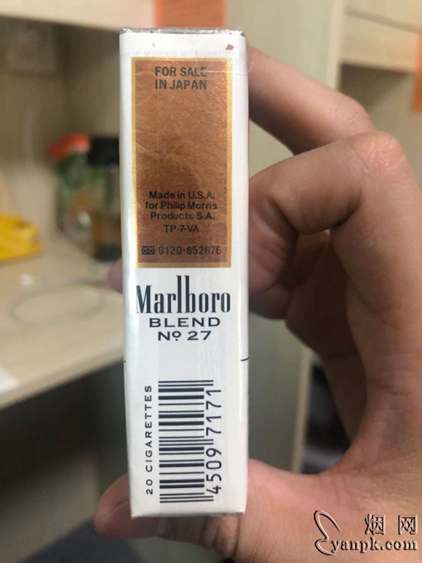 FOR SALE
IN JAPAN
Made in U.S.A.
for Philip Morris
Products S.A.
TP-7-VA
0120-852676
Marlboro
BLEND
Nº 27
20 CIGARETTES
4509 7171
烟 网
yanpk.com